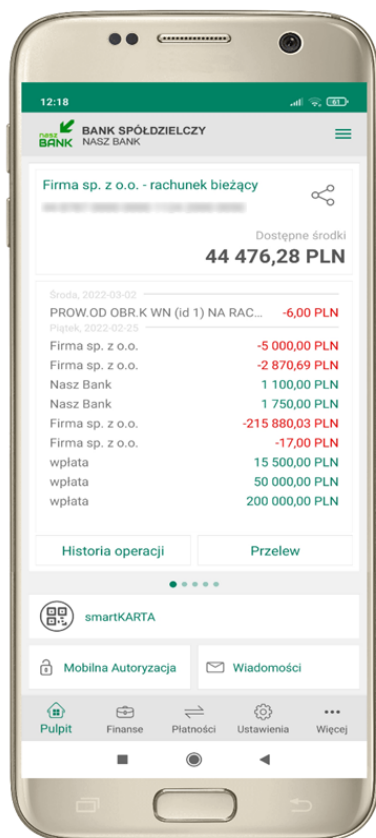 12:18
61
nasz BANK
BANK SPÓŁDZIELCZY
NASZ BANK
Firma sp. z o.o. - rachunek bieżący
Dostępne środki
44 476,28 PLN
Środa, 2022-03-02
PROW.OD OBR.K WN (id 1) NA RAC... -6,00 PLN
Piątek, 2022-02-25
Firma sp. z o.o. -5 000,00 PLN
Firma sp. z o.o. -2 870,69 PLN
Nasz Bank 1 100,00 PLN
Nasz Bank 1 750,00 PLN
Firma sp. z o.o. -215 880,03 PLN
Firma sp. z o.o. -17,00 PLN
wpłata 15 500,00 PLN
wpłata 50 000,00 PLN
wpłata 200 000,00 PLN
Historia operacji Przelew
smartKARTA
Mobilna Autoryzacja Wiadomości
Pulpit Finanse Płatności Ustawienia Więcej